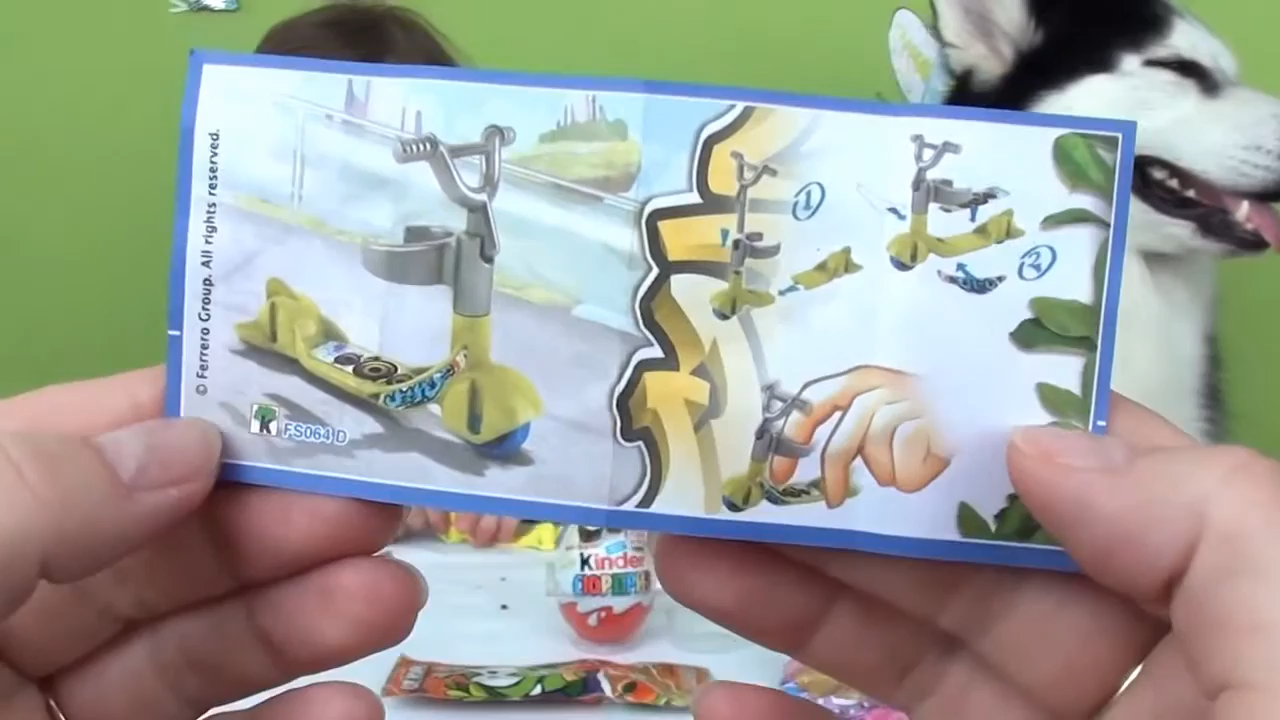 © Ferrero Group. All rights reserved.
K
FS064 D
1
2
Kinder
СЮРПРИЗ